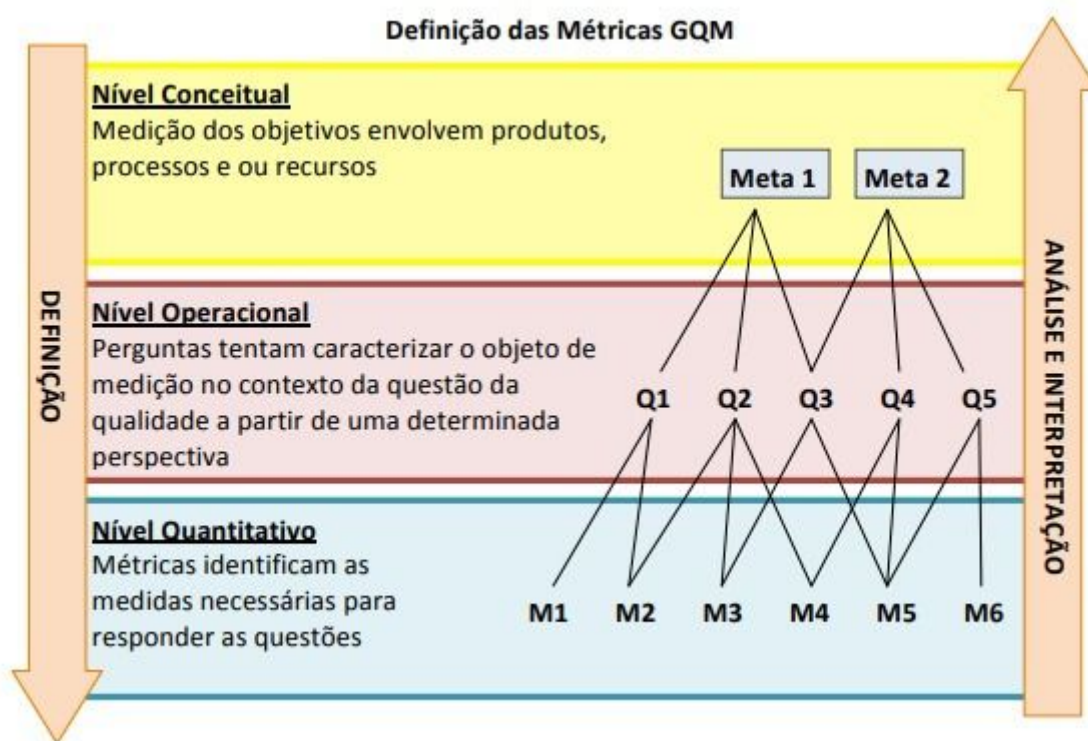 Definição das Métricas GQM
Nível Conceitual
Medição dos objetivos envolvem produtos,
processos e ou recursos
Meta 1
Meta 2
Nível Operacional
Perguntas tentam caracterizar o objeto de
medição no contexto da questão da
qualidade a partir de uma determinada
perspectiva
Q1 Q2 Q3 Q4 Q5
Nível Quantitativo
Métricas identificam as
medidas necessárias para
responder as questões
M1 M2 M3 M4 M5 M6
DEFINIÇÃO
ANÁLISE E INTERPRETAÇÃO